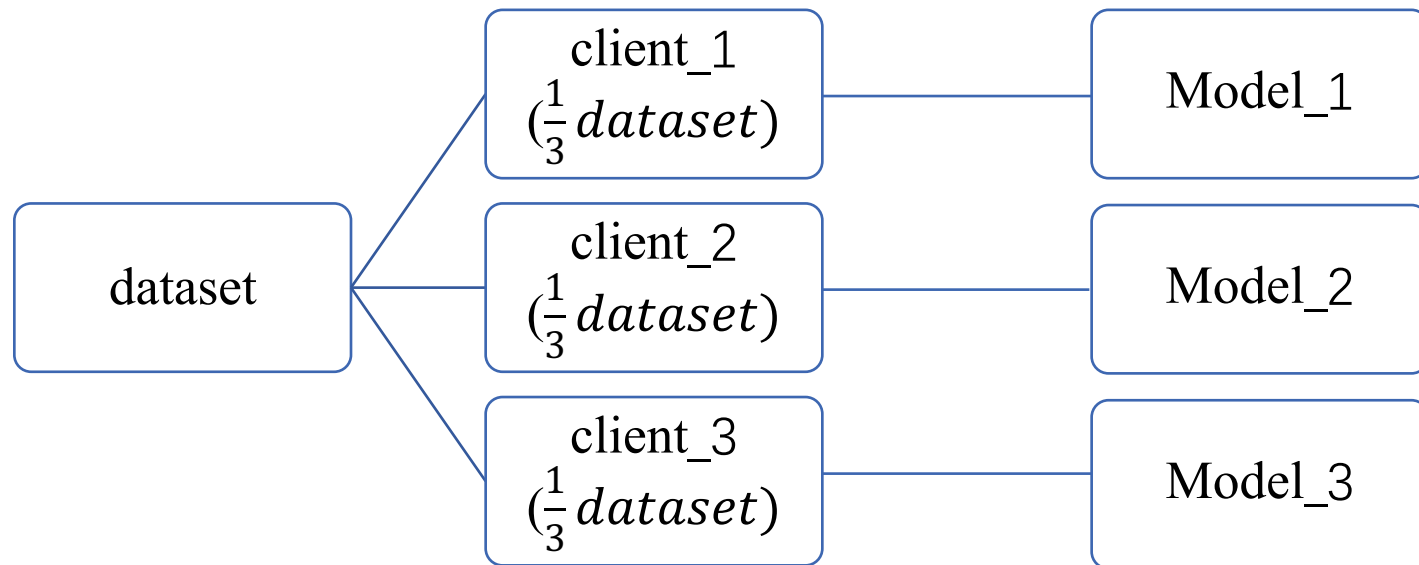 dataset
client_1
(1/3 dataset)
client_2
(1/3 dataset)
client_3
(1/3 dataset)
Model_1
Model_2
Model_3